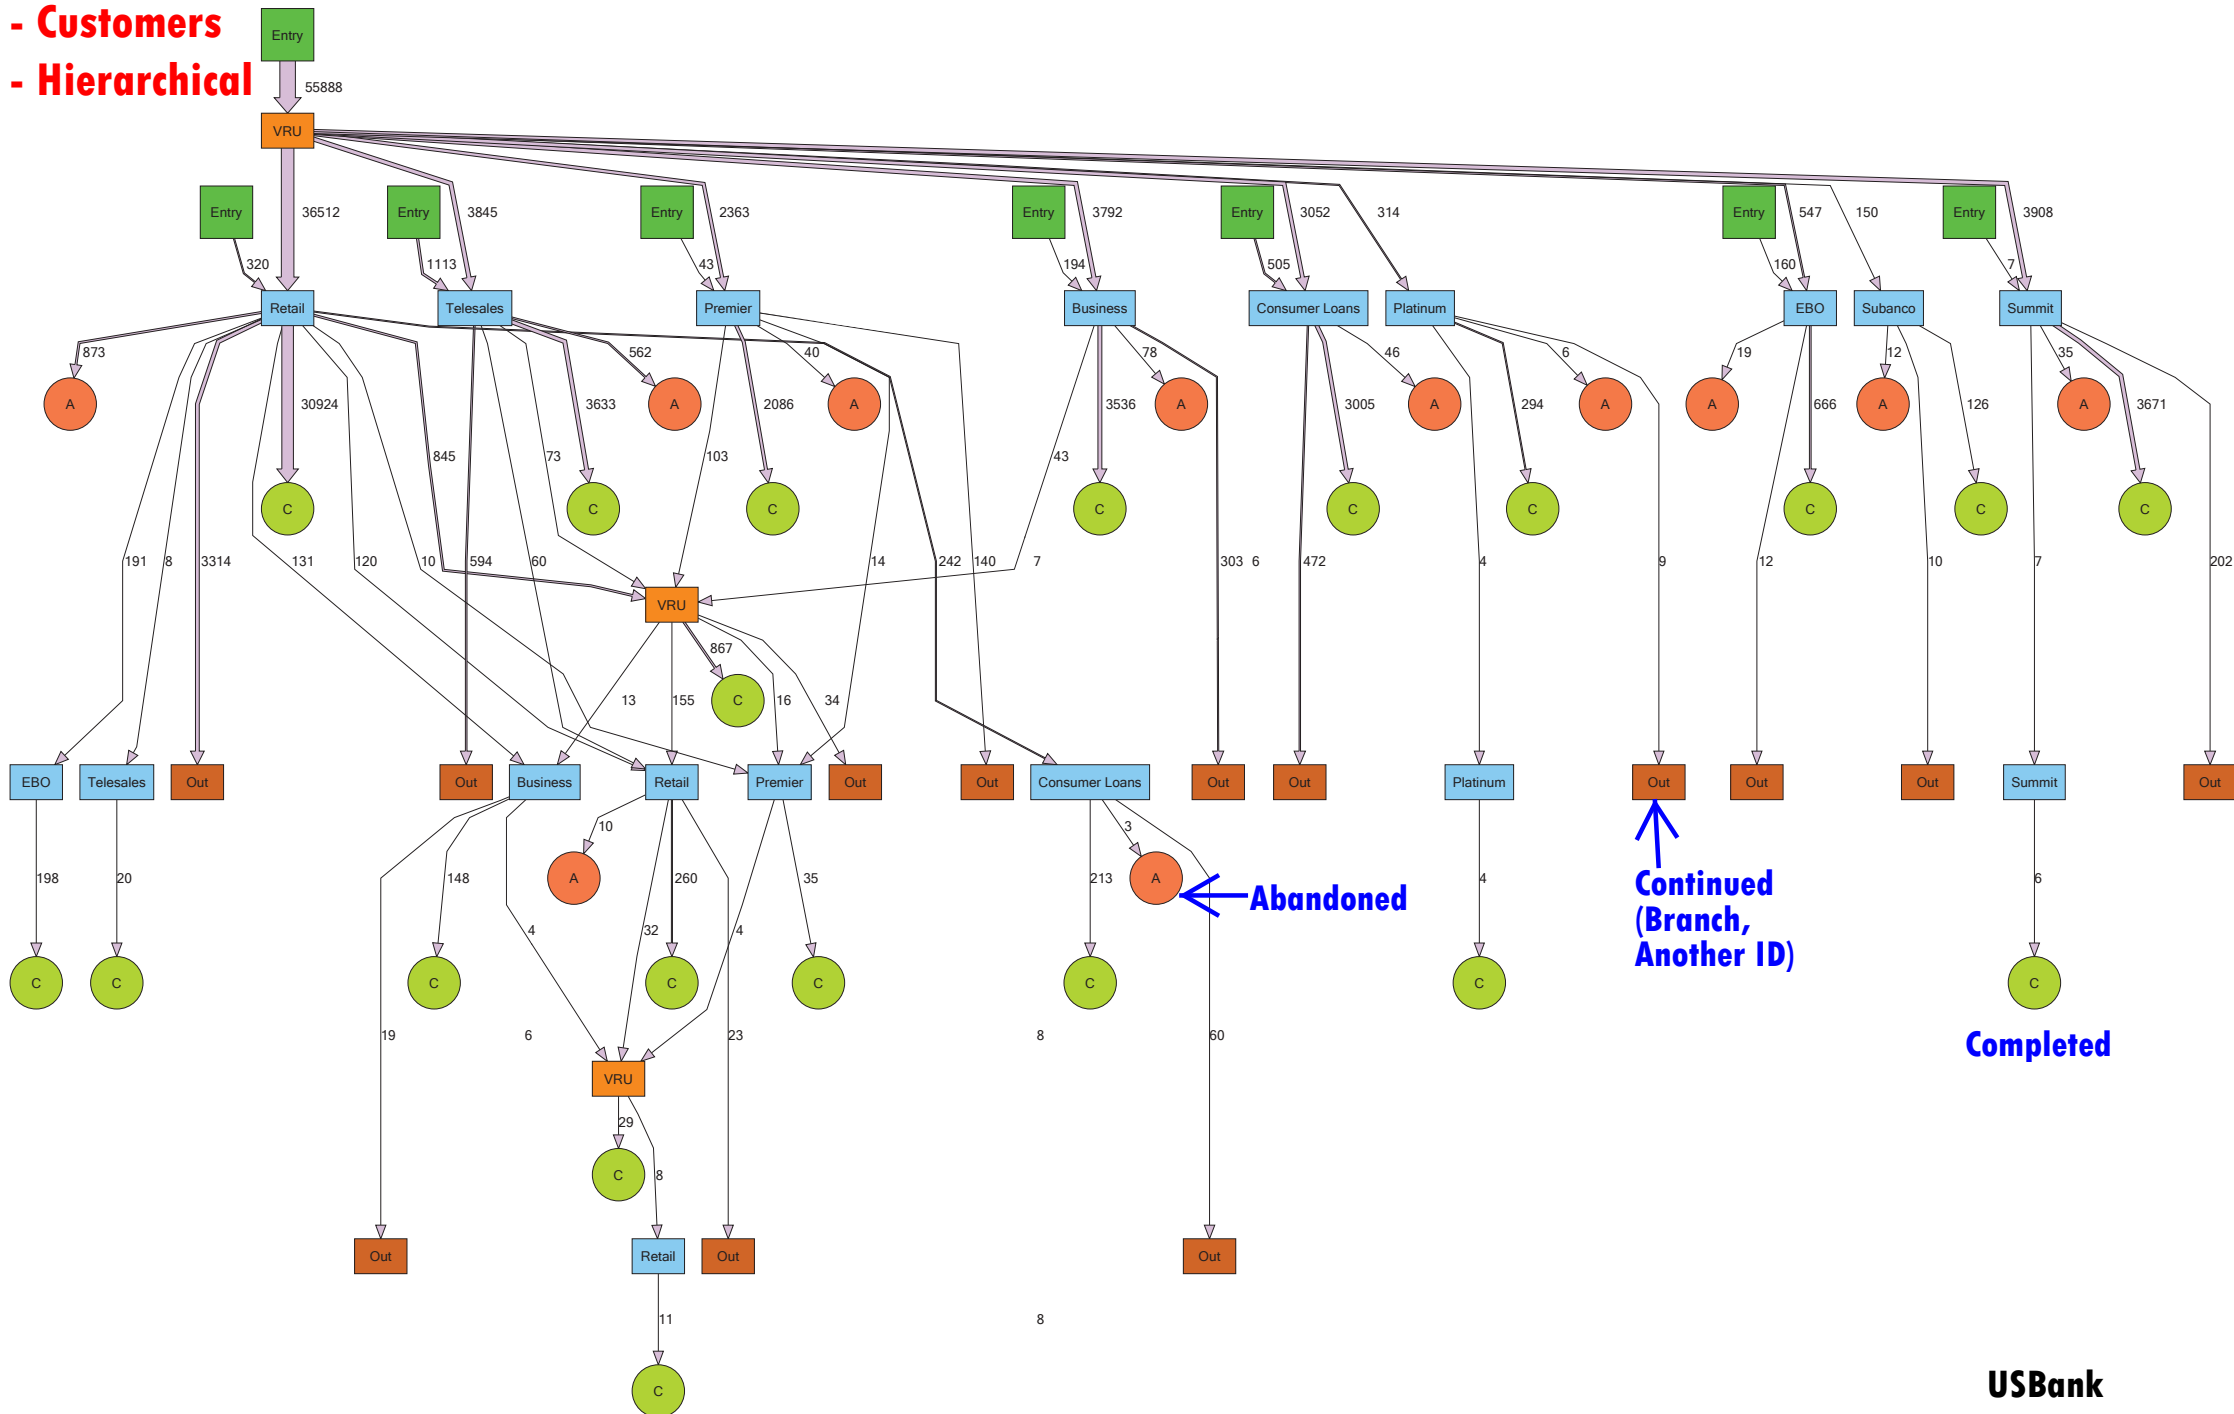 - Customers
- Hierarchical
Entry
55888
VRU
Entry
36512
Entry
3845
Entry
2363
Entry
3792
Entry
3052
314
Entry
547
150
Entry
3908
320
1113
43
194
505
160
7
Retail
Telesales
Premier
Business
Consumer Loans
Platinum
EBO
Subanco
Summit
873
562
40
78
46
6
19
12
35
A
30924
3633
A
2086
A
3536
A
3005
A
294
A
A
666
A
126
A
3671
845
73
103
43
C
C
C
C
C
C
C
C
C
191
8
3314
131
120
10
594
60
14
242
140
7
303
6
472
4
9
12
10
7
202
VRU
867
13
155
C
16
34
EBO
Telesales
Out
Out
Business
Retail
Premier
Out
Out
Consumer Loans
Out
Out
Platinum
Out
Out
Out
Summit
Out
10
3
198
20
148
A
260
35
213
A
4
6
Abandoned
Continued
(Branch,
Another ID)
4
32
4
C
C
C
C
C
C
C
C
19
6
23
8
60
Completed
VRU
29
C
8
Out
Retail
Out
Out
11
8
C
USBank